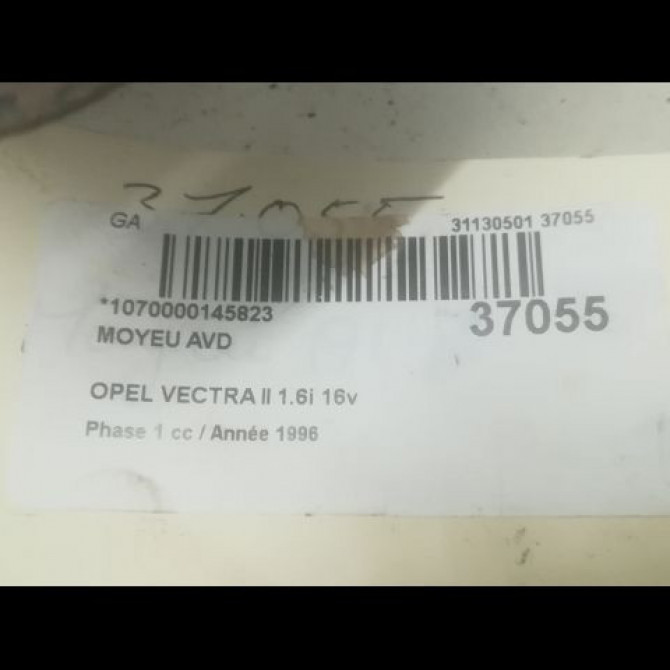 GA
31130501 37055
*1070000145823
37055
MOYEU AVD
OPEL VECTRA II 1.6i 16v
Phase 1 cc / Année 1996